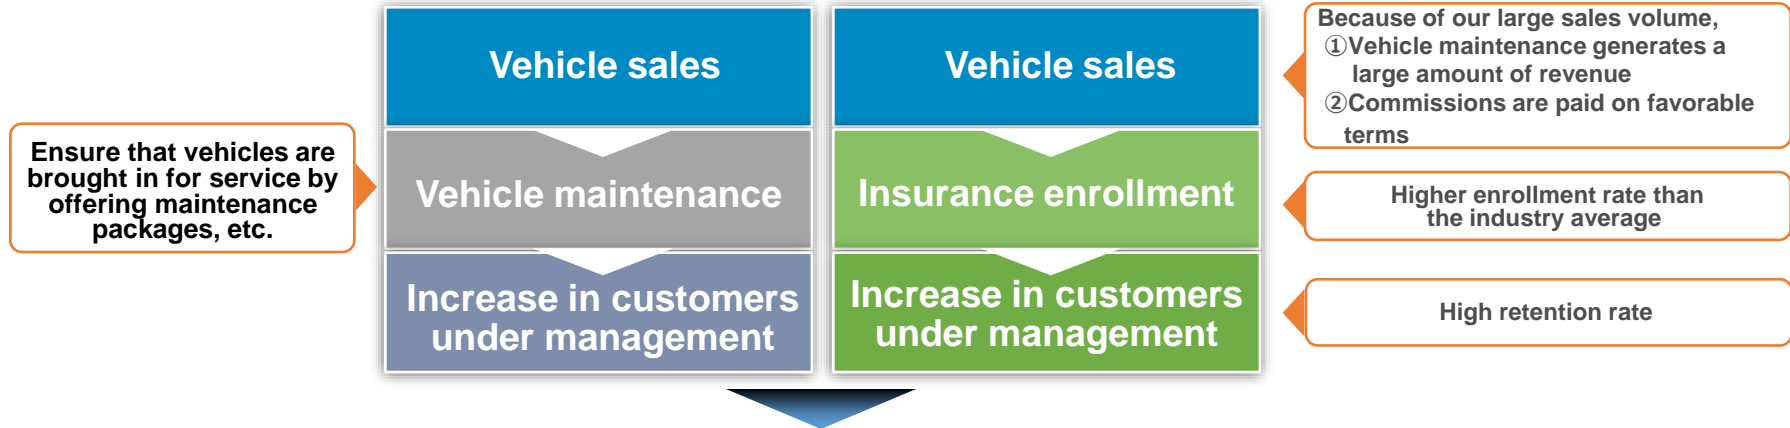 Ensure that vehicles are
brought in for service by
offering maintenance
packages, etc.
Vehicle sales
Vehicle maintenance
Increase in customers
under management
Vehicle sales
Insurance enrollment
Increase in customers
under management
Because of our large sales volume,
①Vehicle maintenance generates a
large amount of revenue
②Commissions are paid on favorable
terms
Higher enrollment rate than
the industry average
High retention rate